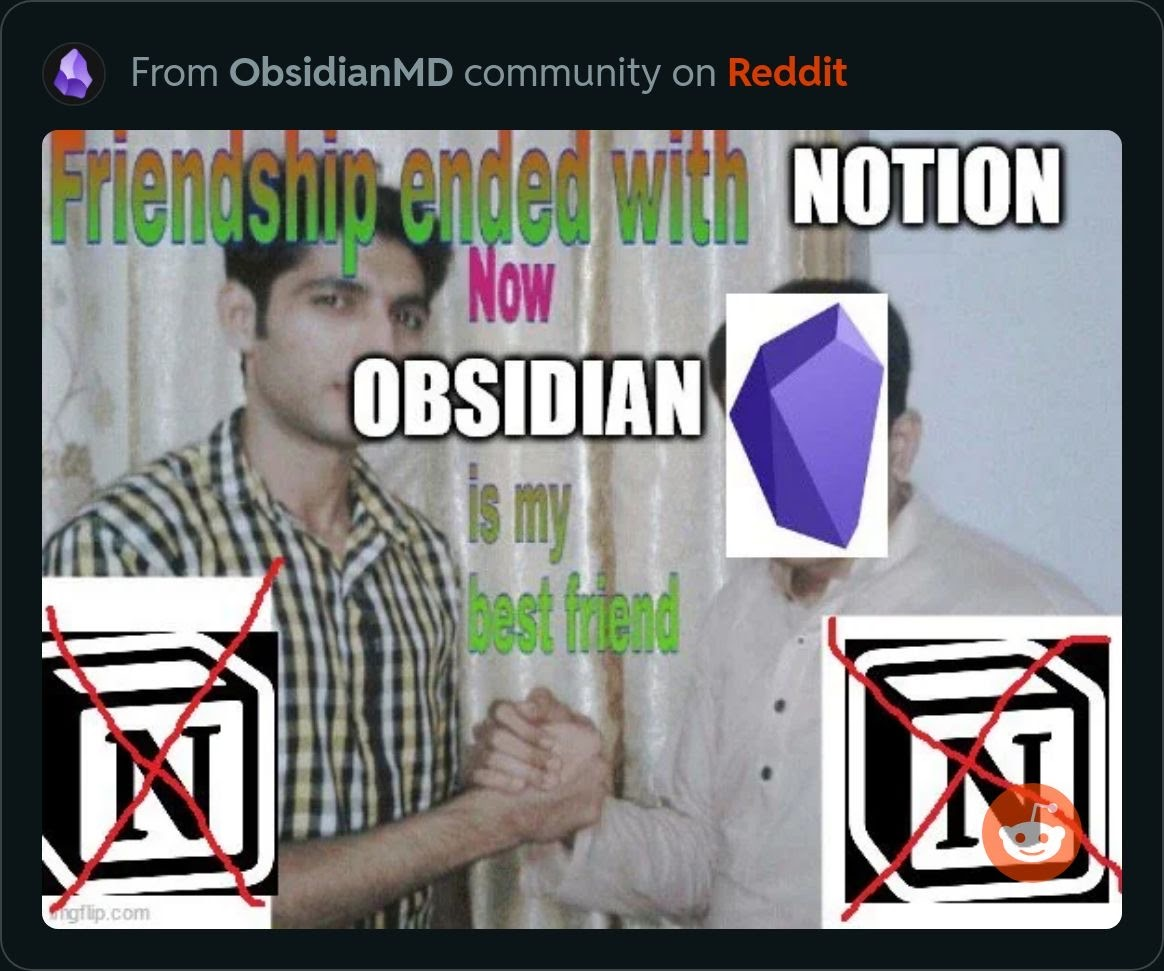 From ObsidianMD community on Reddit
Friendship ended with NOTION
Now
OBSIDIAN
is my
best friend
N
N
imgflip.com